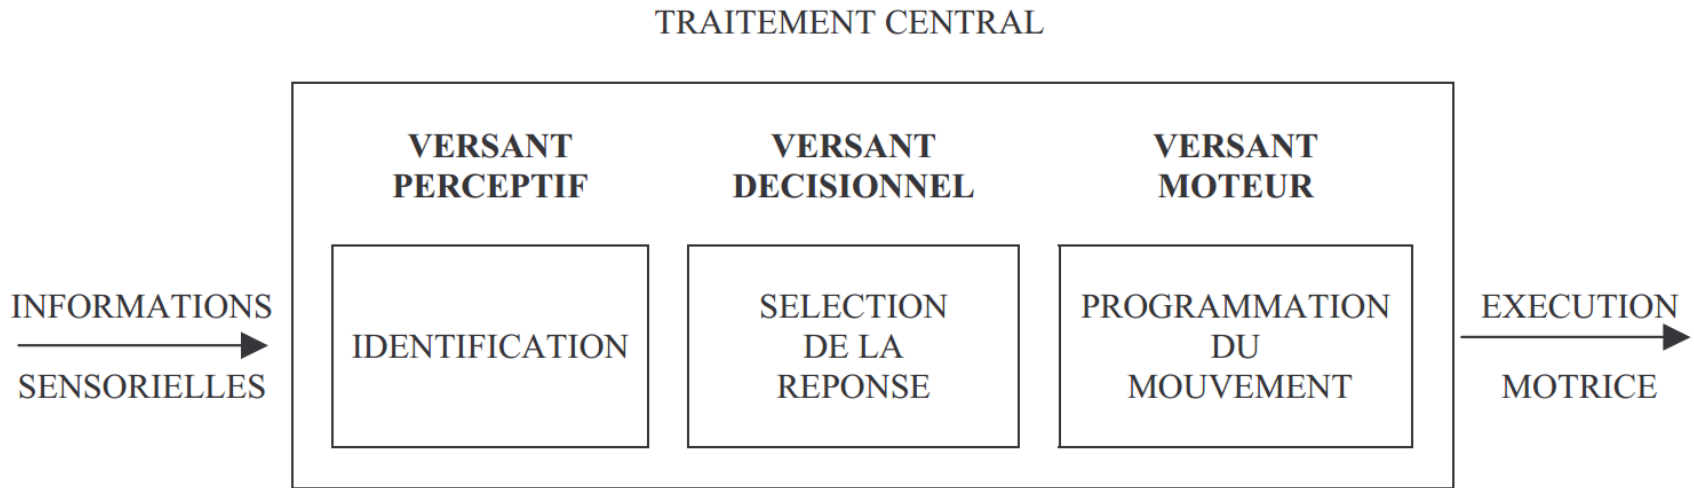 TRAITEMENT CENTRAL
VERSANT
PERCEPTIF
VERSANT
DECISIONNEL
VERSANT
MOTEUR
INFORMATIONS
SENSORIELLES
IDENTIFICATION
SELECTION
DE LA
REPONSE
PROGRAMMATION
DU
MOUVEMENT
EXECUTION
MOTRICE